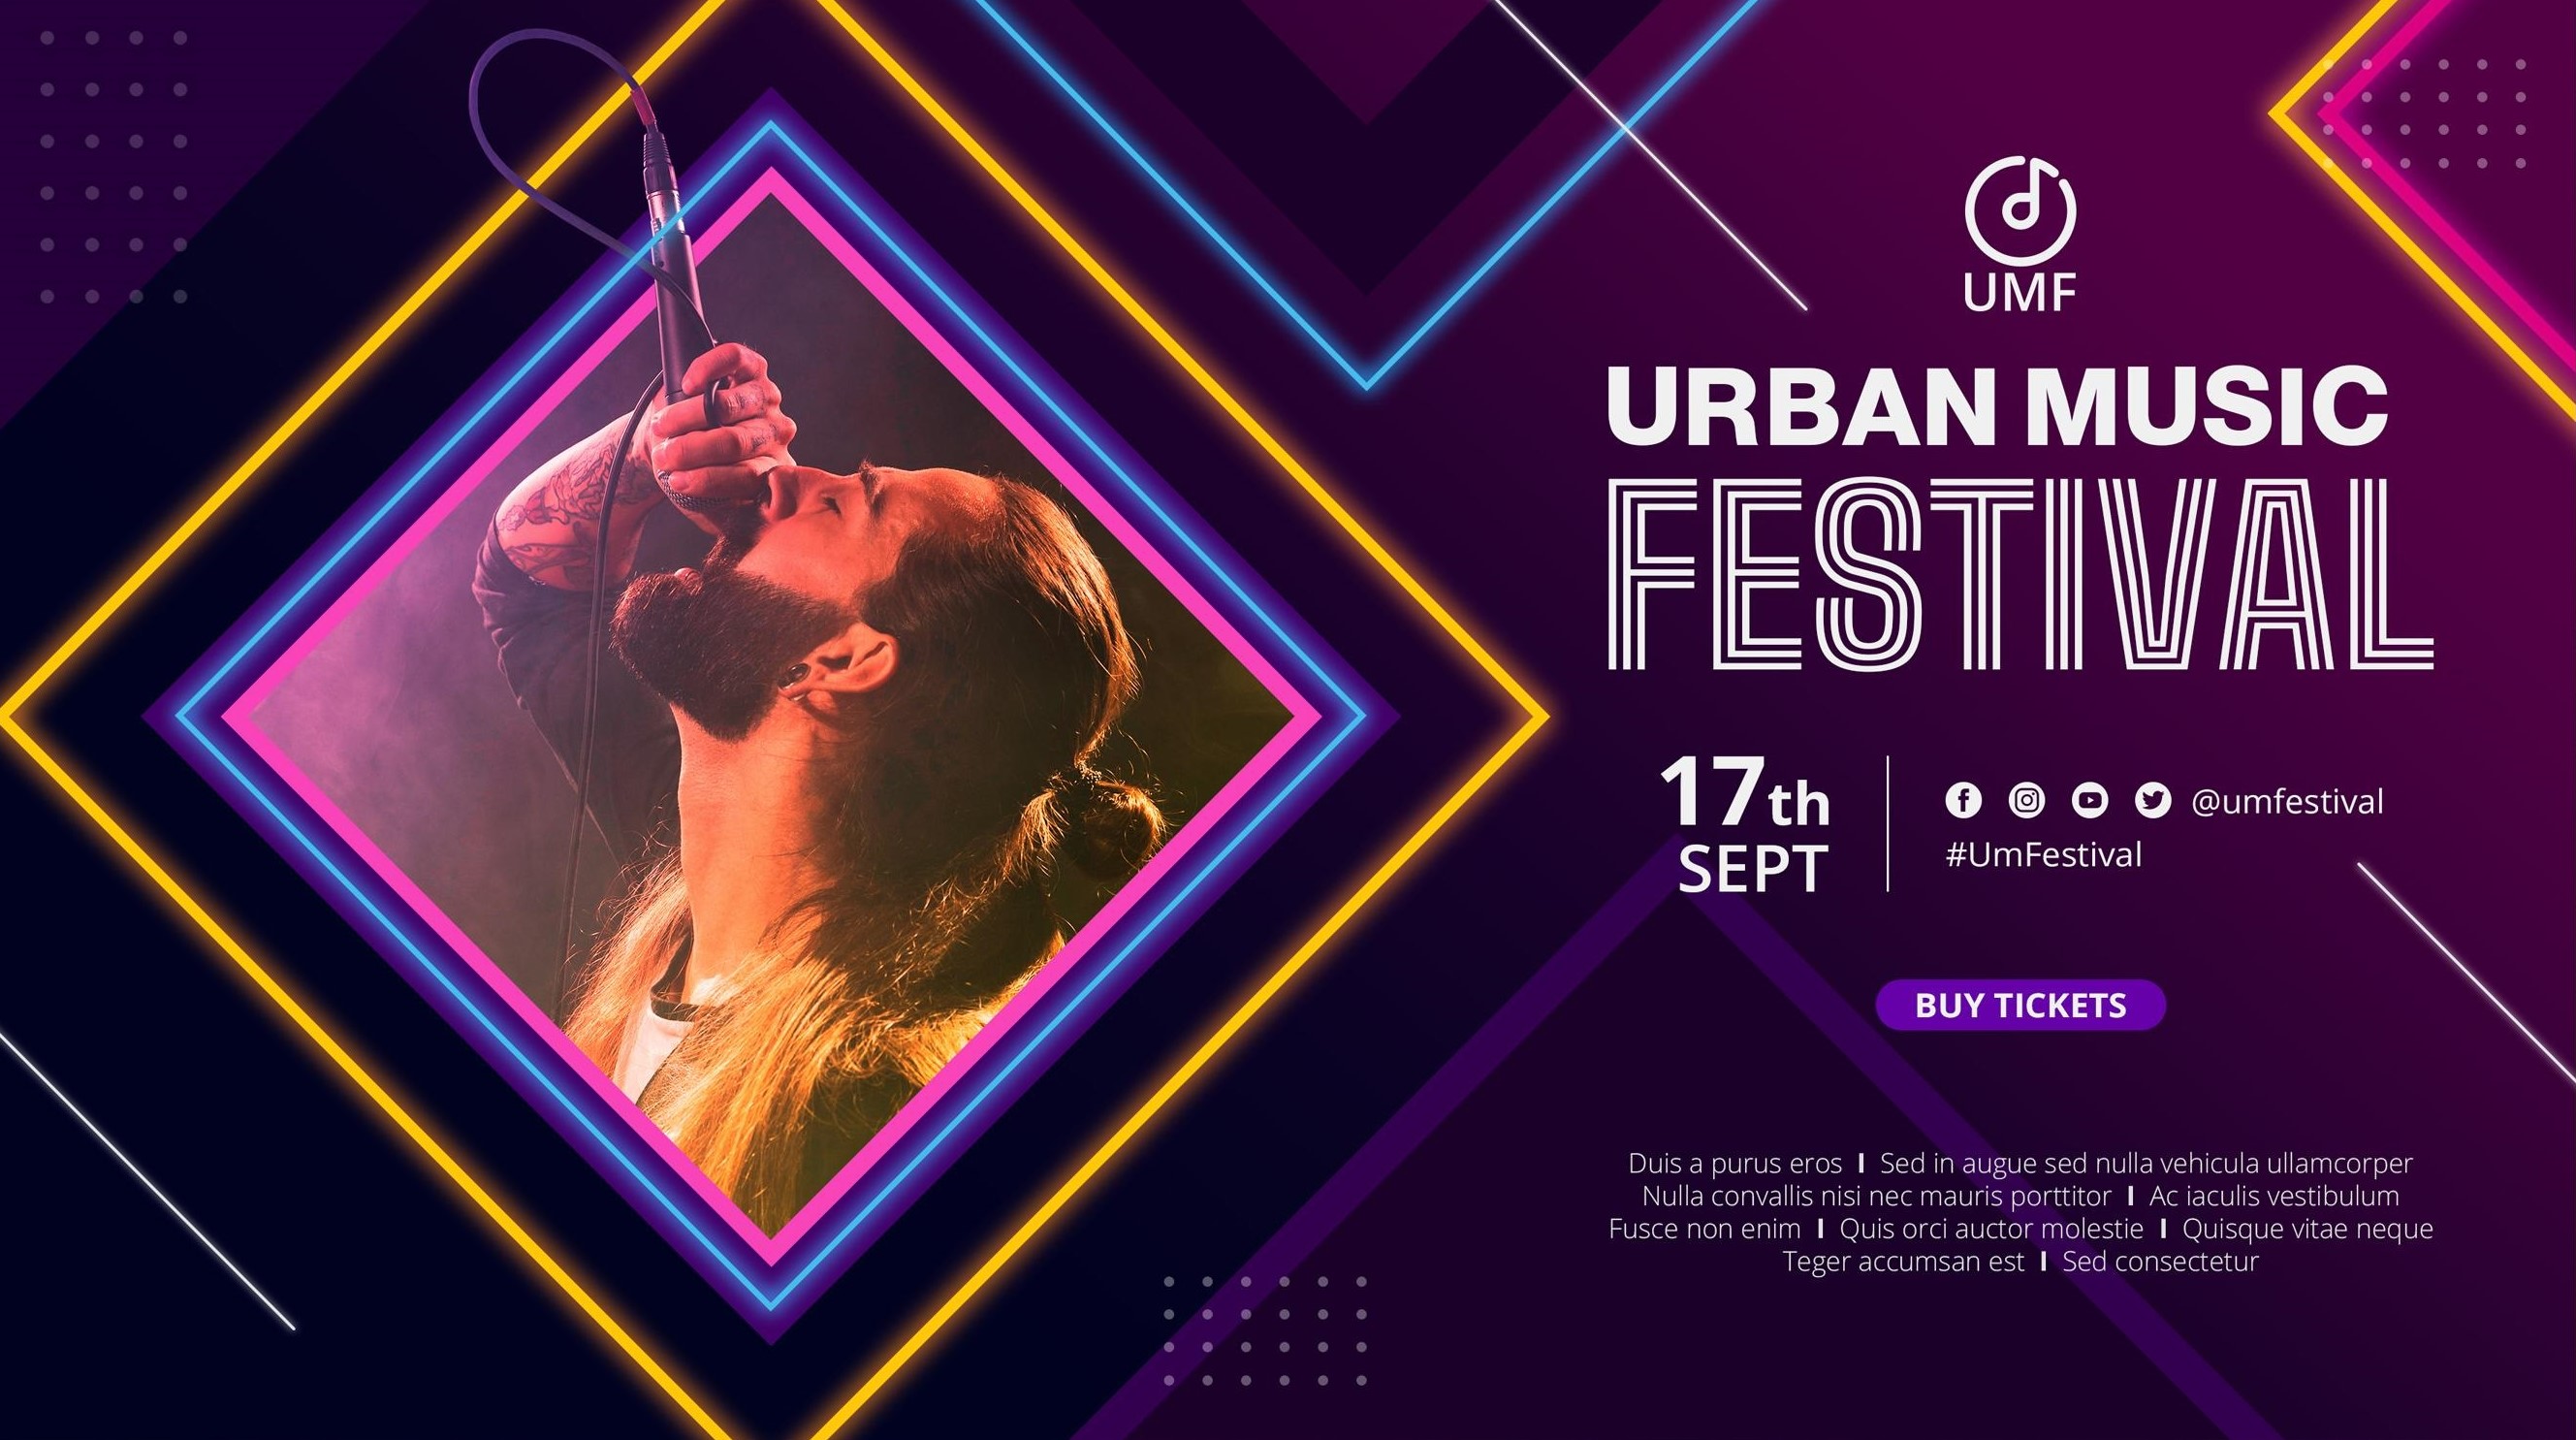 UMF
URBAN MUSIC
FESTIVAL
17th
SEPT
@umfestival
#UmFestival
BUY TICKETS
Duis a purus eros I Sed in augue sed nulla vehicula ullamcorper
Nulla convallis nisi nec mauris porttitor I Ac iaculis vestibulum
Fusce non enim I Quis orci auctor molestie I Quisque vitae neque
Teger accumsan est I Sed consectetur